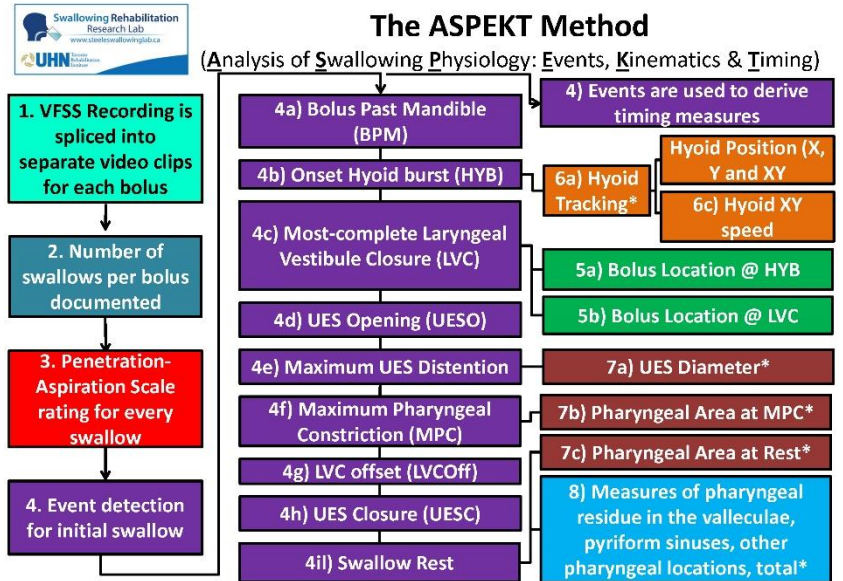 Swallowing Rehabilitation
Research Lab
www.steeleswallowinglab.ca
UHN Toronto
Rehabilitation
Institute
The ASPEKT Method
(Analysis of Swallowing Physiology: Events, Kinematics & Timing)
1. VFSS Recording is
spliced into
separate video clips
for each bolus
2. Number of
swallows per bolus
documented
3. Penetration-
Aspiration Scale
rating for every
swallow
4. Event detection
for initial swallow
4a) Bolus Past Mandible
(BPM)
4b) Onset Hyoid burst (HYB)
4c) Most-complete Laryngeal
Vestibule Closure (LVC)
4d) UES Opening (UESO)
4e) Maximum UES Distention
4f) Maximum Pharyngeal
Constriction (MPC)
4g) LVC offset (LVCOff)
4h) UES Closure (UESC)
4il) Swallow Rest
4) Events are used to derive
timing measures
6a) Hyoid
Tracking*
Hyoid Position (X,
Y and XY
6c) Hyoid XY
speed
5a) Bolus Location @ HYB
5b) Bolus Location @ LVC
7a) UES Diameter*
7b) Pharyngeal Area at MPC*
7c) Pharyngeal Area at Rest*
8) Measures of pharyngeal
residue in the valleculae,
pyriform sinuses, other
pharyngeal locations, total*